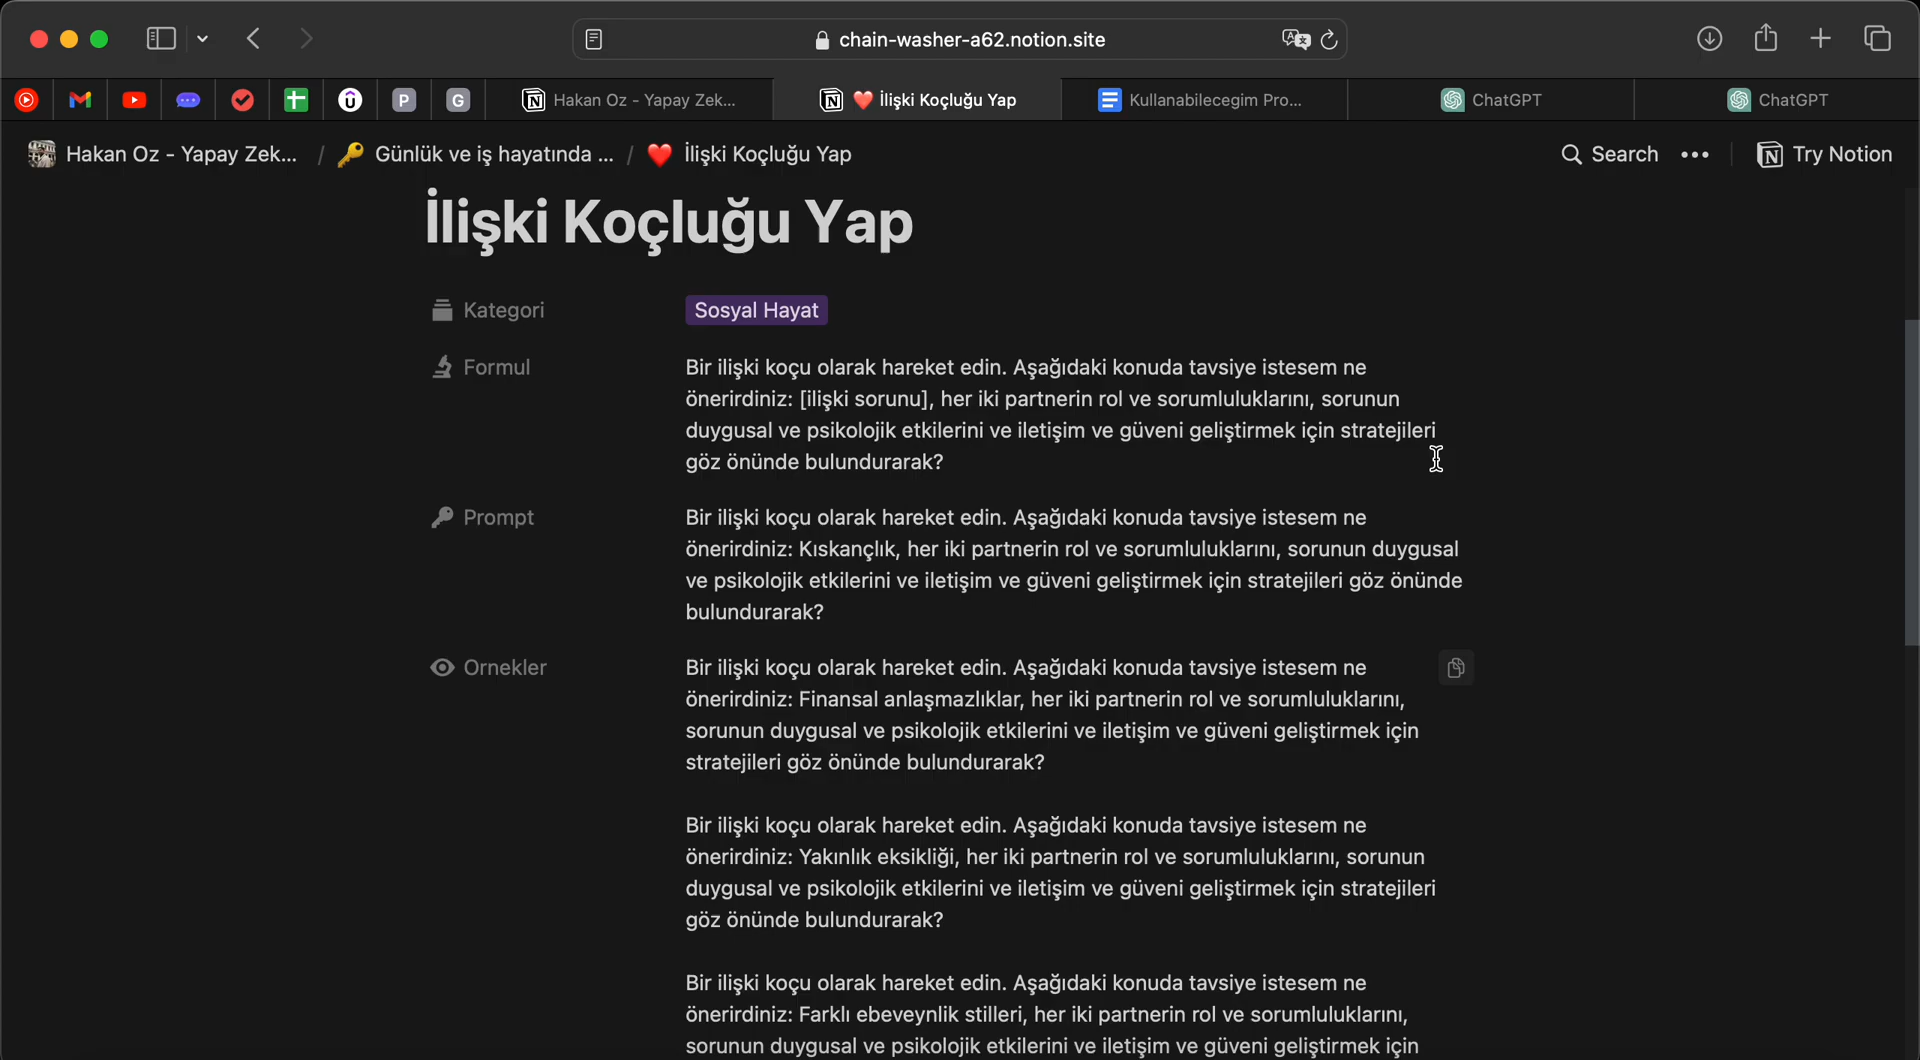 chain-washer-a62.notion.site
P
G
Hakan Oz - Yapay Zek...
İlişki Koçluğu Yap
Kullanabilecegim Pro...
ChatGPT
ChatGPT
Hakan Oz - Yapay Zek... / Günlük ve iş hayatında ... / İlişki Koçluğu Yap
Search
Try Notion
İlişki Koçluğu Yap
Kategori
Sosyal Hayat
Formul
Bir ilişki koçu olarak hareket edin. Aşağıdaki konuda tavsiye istesem ne
önerirdiniz: [ilişki sorunu], her iki partnerin rol ve sorumluluklarını, sorunun
duygusal ve psikolojik etkilerini ve iletişim ve güveni geliştirmek için stratejileri
göz önünde bulundurarak?
Prompt
Bir ilişki koçu olarak hareket edin. Aşağıdaki konuda tavsiye istesem ne
önerirdiniz: Kıskançlık, her iki partnerin rol ve sorumluluklarını, sorunun duygusal
ve psikolojik etkilerini ve iletişim ve güveni geliştirmek için stratejileri göz önünde
bulundurarak?
Ornekler
Bir ilişki koçu olarak hareket edin. Aşağıdaki konuda tavsiye istesem ne
önerirdiniz: Finansal anlaşmazlıklar, her iki partnerin rol ve sorumluluklarını,
sorunun duygusal ve psikolojik etkilerini ve iletişim ve güveni geliştirmek için
stratejileri göz önünde bulundurarak?
Bir ilişki koçu olarak hareket edin. Aşağıdaki konuda tavsiye istesem ne
önerirdiniz: Yakınlık eksikliği, her iki partnerin rol ve sorumluluklarını, sorunun
duygusal ve psikolojik etkilerini ve iletişim ve güveni geliştirmek için stratejileri
göz önünde bulundurarak?
Bir ilişki koçu olarak hareket edin. Aşağıdaki konuda tavsiye istesem ne
önerirdiniz: Farklı ebeveynlik stilleri, her iki partnerin rol ve sorumluluklarını,
sorunun duygusal ve psikolojik etkilerini ve iletişim ve güveni geliştirmek için